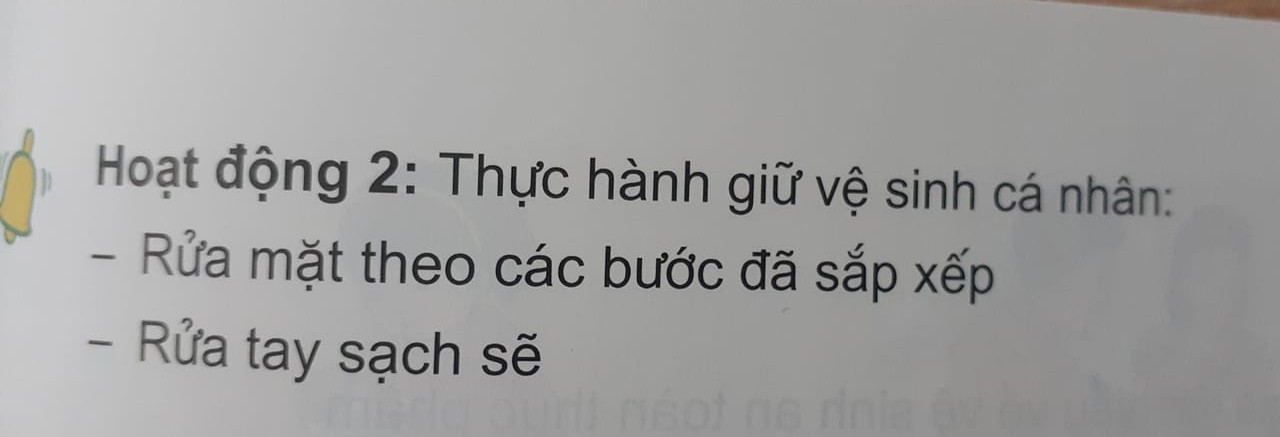 Hoạt động 2: Thực hành giữ vệ sinh cá nhân:
– Rửa mặt theo các bước đã sắp xếp
– Rửa tay sạch sẽ